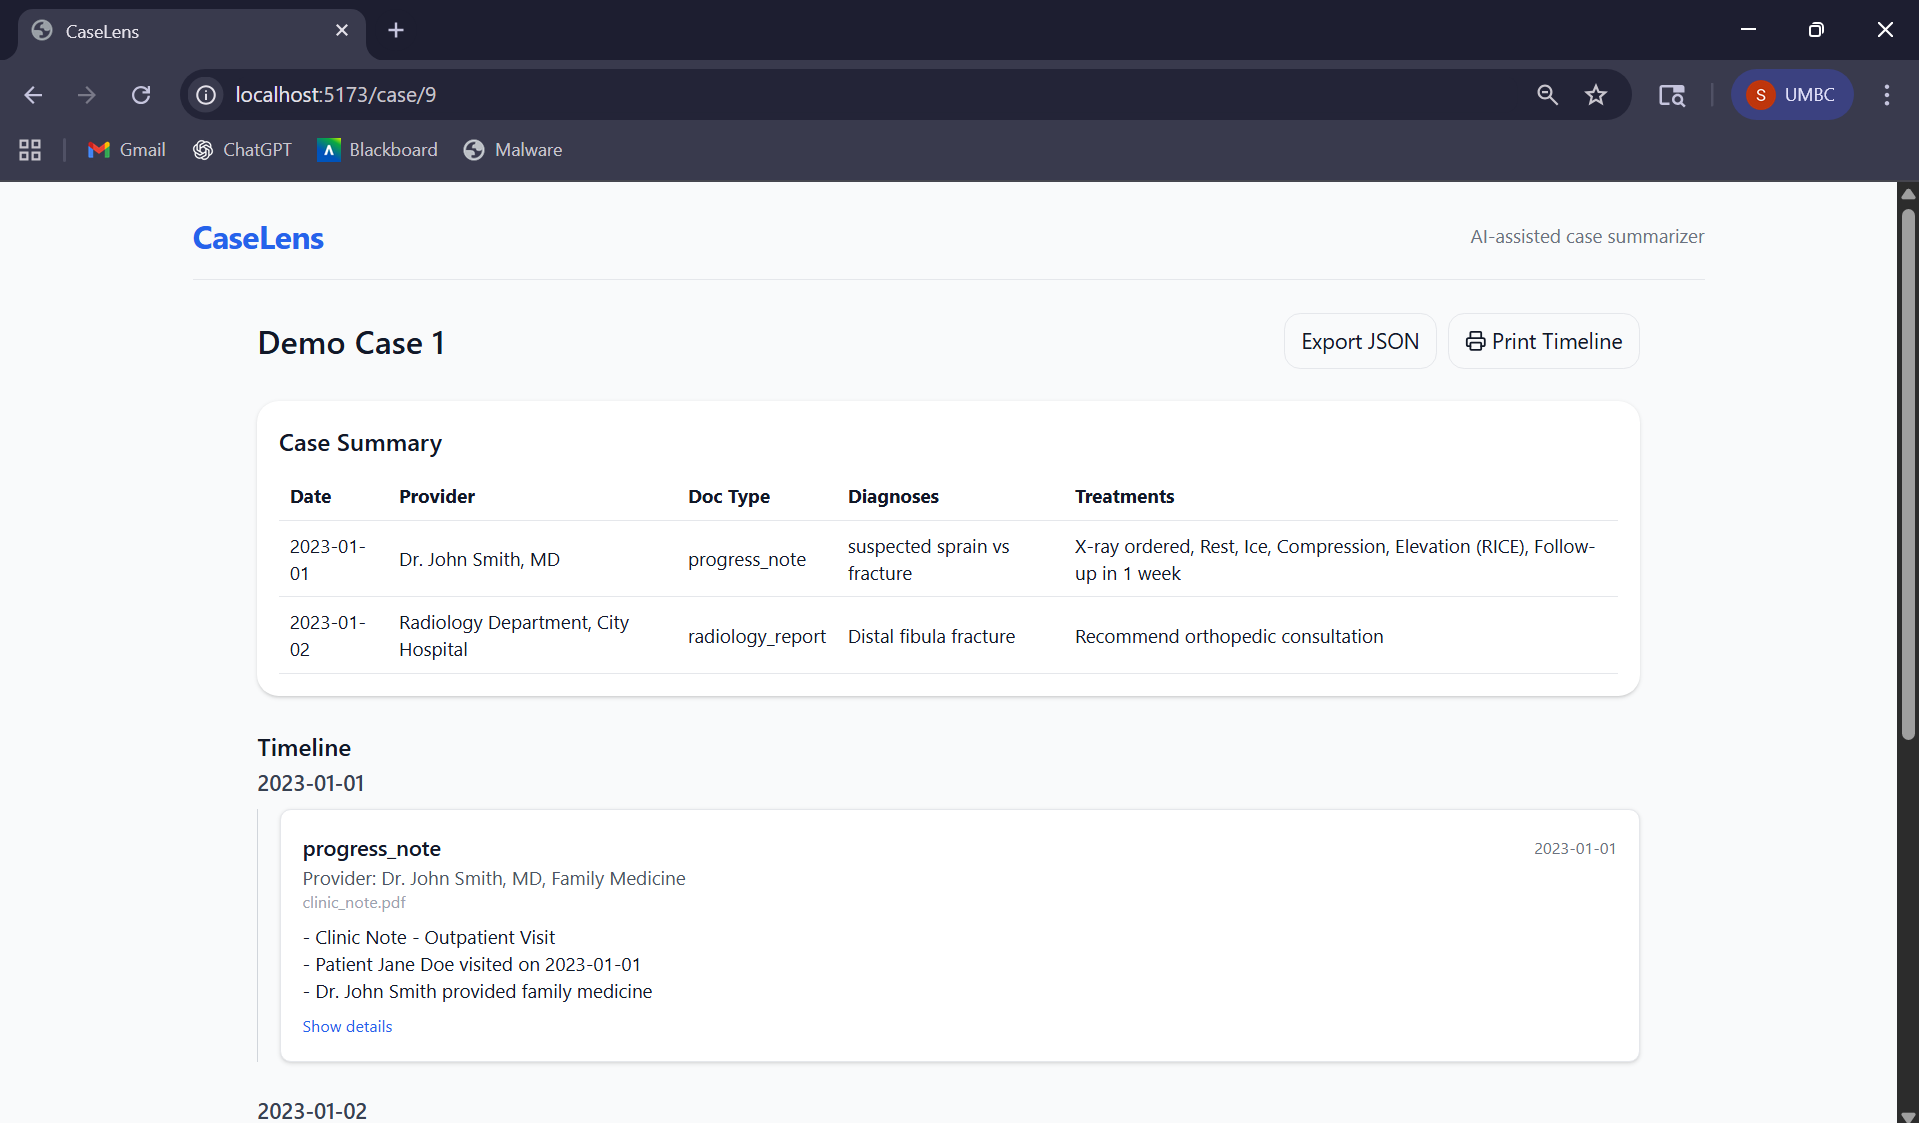 CaseLens
localhost:5173/case/9
S UMBC
Gmail
ChatGPT
Blackboard
Malware
CaseLens
AI-assisted case summarizer
Demo Case 1
Export JSON
Print Timeline
Case Summary
Date Provider Doc Type Diagnoses Treatments
2023-01-
01
Dr. John Smith, MD
progress_note
suspected sprain vs
fracture
X-ray ordered, Rest, Ice, Compression, Elevation (RICE), Follow-
up in 1 week
2023-01-
02
Radiology Department, City
Hospital
radiology_report
Distal fibula fracture
Recommend orthopedic consultation
Timeline
2023-01-01
progress_note
2023-01-01
Provider: Dr. John Smith, MD, Family Medicine
clinic_note.pdf
- Clinic Note - Outpatient Visit
- Patient Jane Doe visited on 2023-01-01
- Dr. John Smith provided family medicine
Show details
2023-01-02